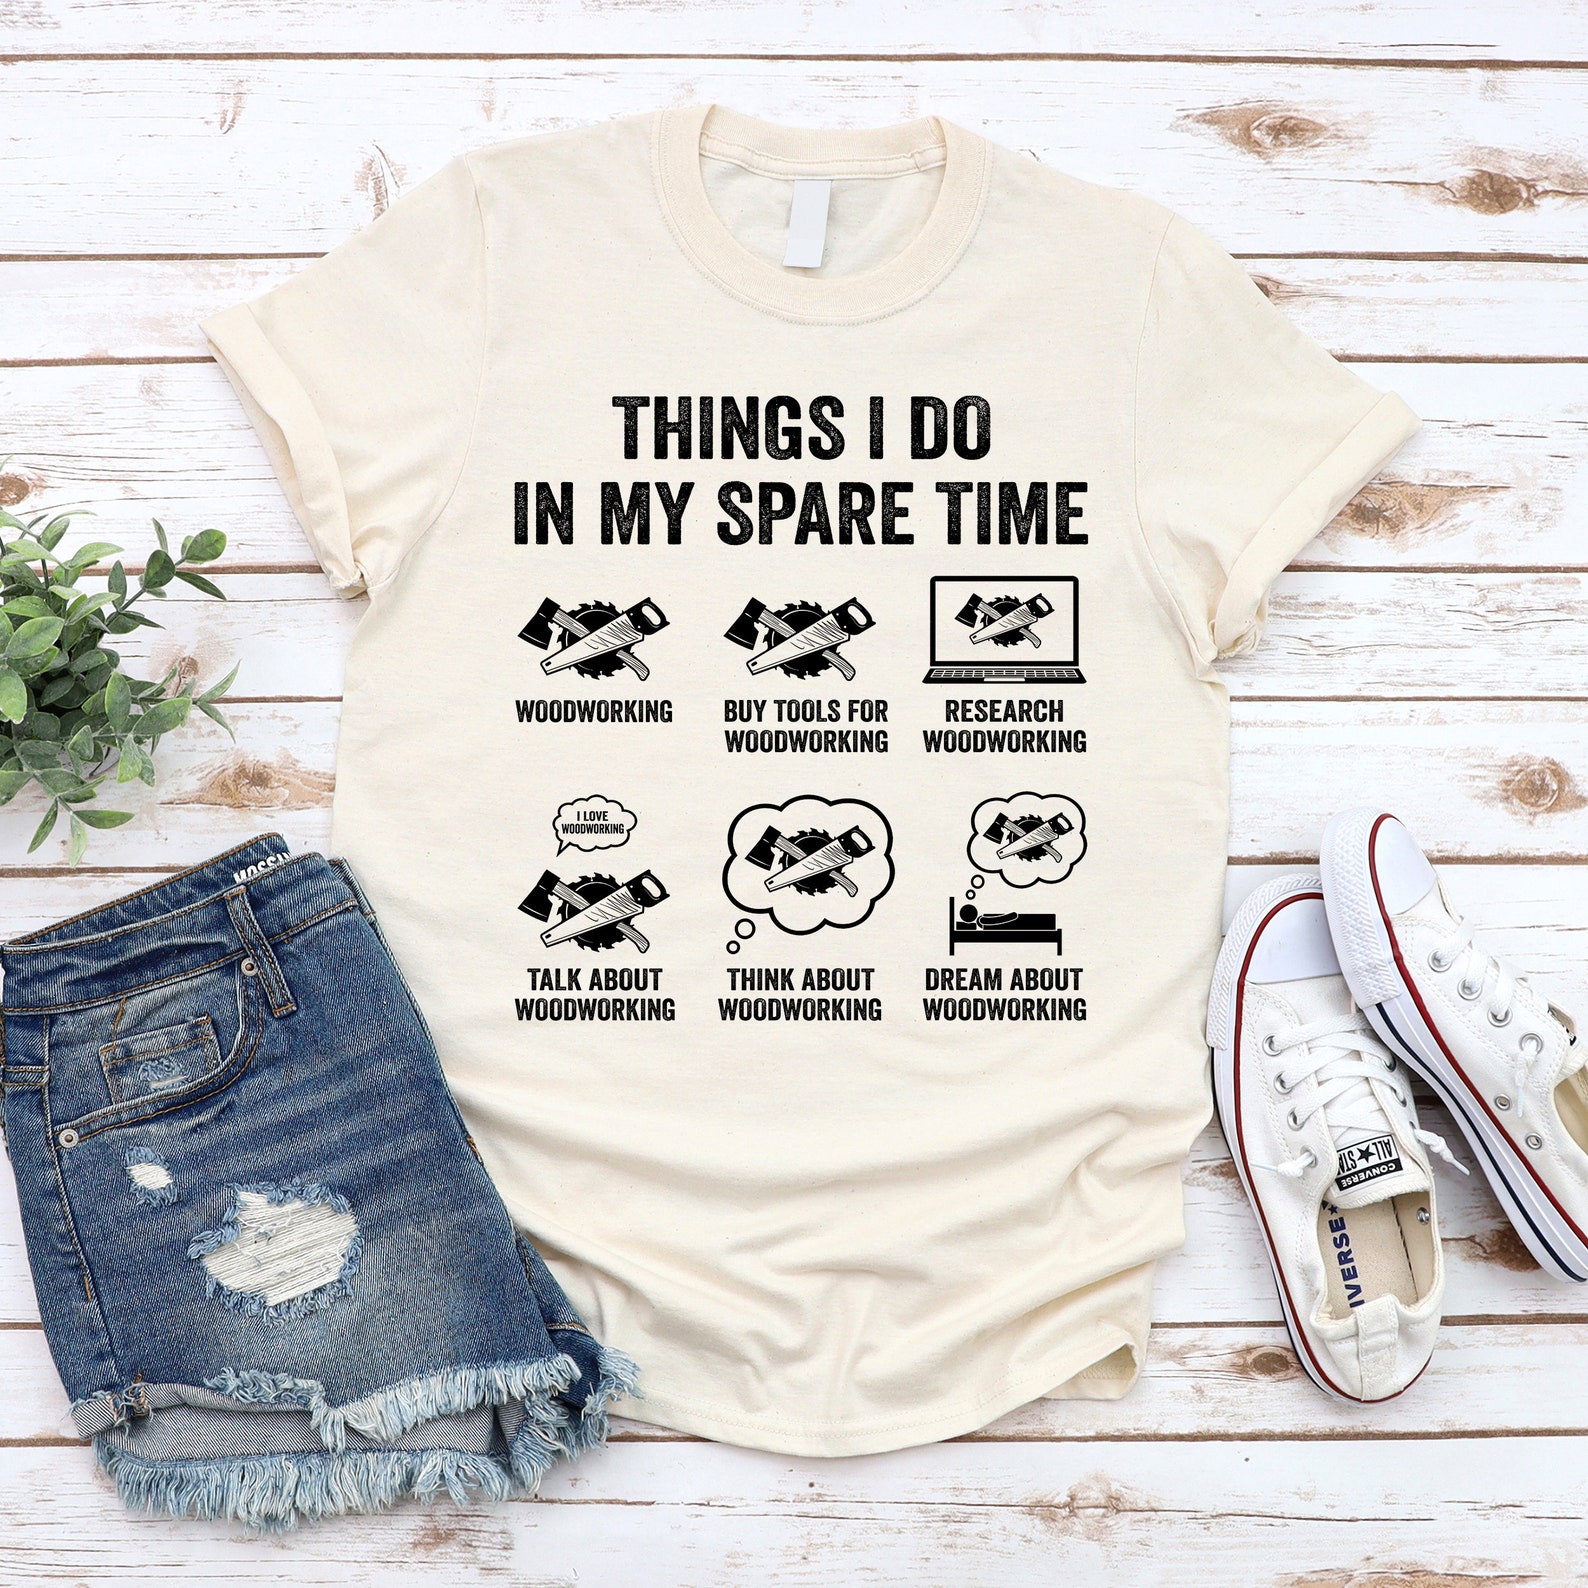 THINGS I DO
IN MY SPARE TIME
WOODWORKING
BUY TOOLS FOR
WOODWORKING
RESEARCH
WOODWORKING
I LOVE
WOODWORKING
TALK ABOUT
WOODWORKING
THINK ABOUT
WOODWORKING
DREAM ABOUT
WOODWORKING
CONVERSE
ALL★STAR